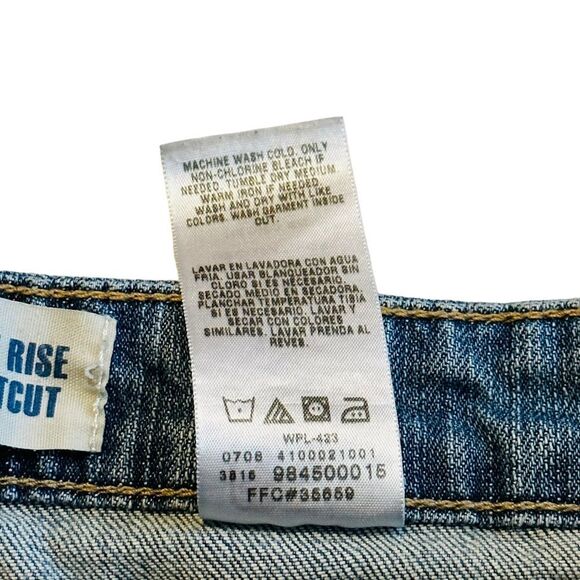 RISE
TCUT
MACHINE WASH COLD. ONLY
NON-CHLORINE BLEACH IF
NEEDED. TUMBLE DRY MEDIUM.
WARM IRON IF NEEDED.
WASH AND DRY WITH LIKE
COLORS. WASH GARMENT INSIDE
OUT.
LAVAR EN LAVADORA CON AGUA
FRIA. USAR BLANQUEADOR SIN
CLORO SI ES NECESARIO.
SECADO MEDIO EN SECADORA.
PLANCHAR A TEMPERATURA TIBIA
SI ES NECESARIO. LAVAR Y
SECAR CON COLORES
SIMILARES. LAVAR PRENDA AL
REVES.
WPL-423
0708 4100021001
3815 984500015
FFC#35659